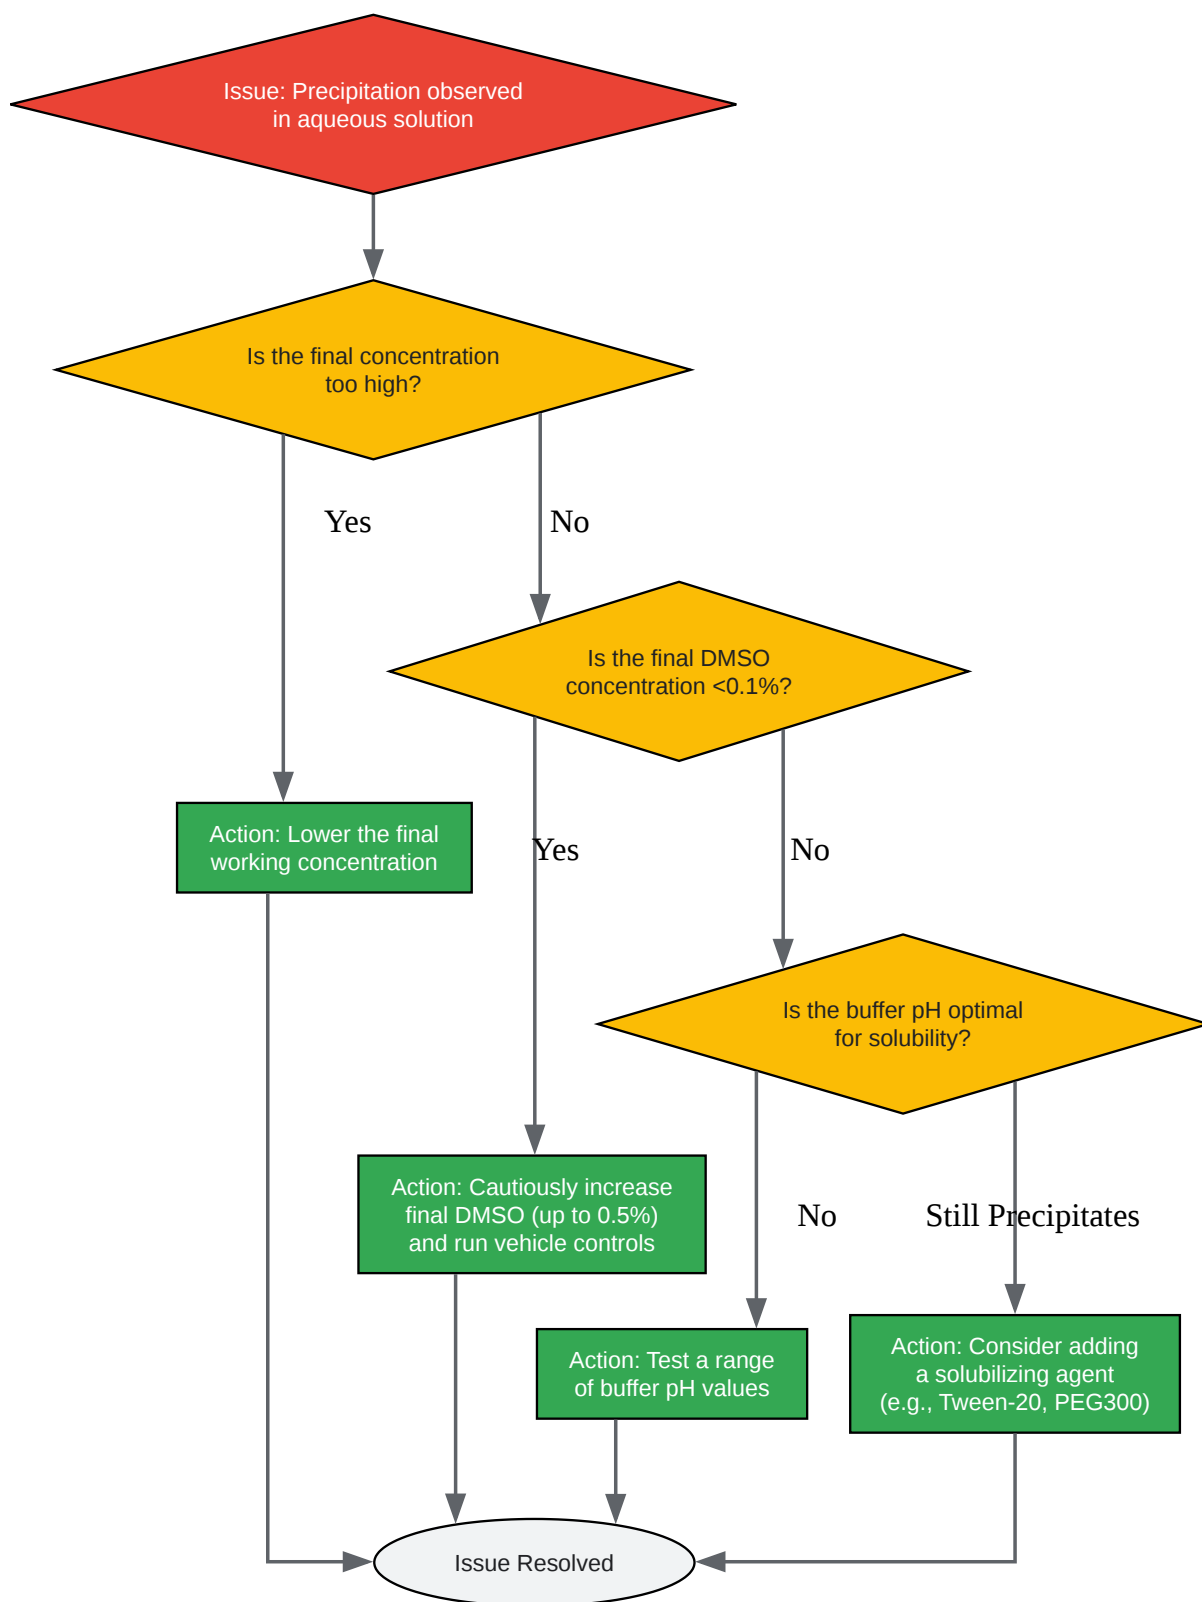 Issue: Precipitation observed
in aqueous solution
Is the final concentration
too high?
Yes
No
Is the final DMSO
concentration <0.1%?
Action: Lower the final
working concentration
Yes
No
Is the buffer pH optimal
for solubility?
Action: Cautiously increase
final DMSO (up to 0.5%)
and run vehicle controls
No
Still Precipitates
Action: Test a range
of buffer pH values
Action: Consider adding
a solubilizing agent
(e.g., Tween-20, PEG300)
Issue Resolved